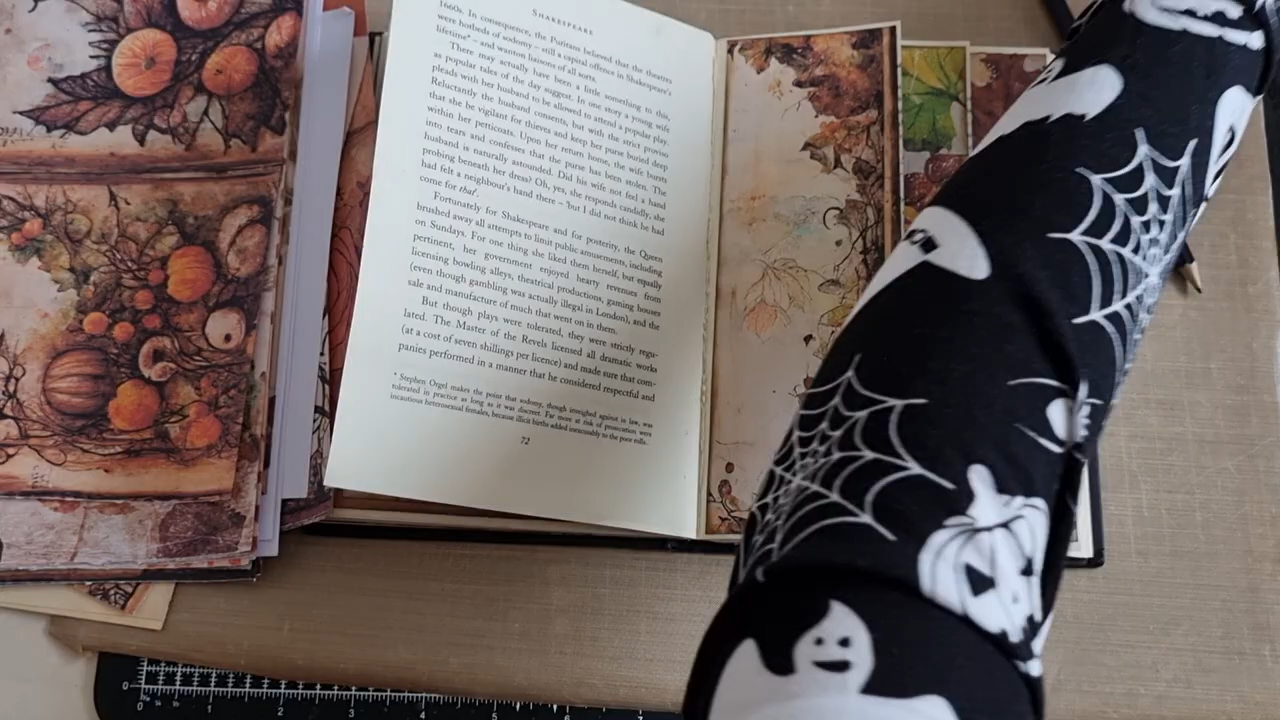 SHAKESPEARE
1660s. In consequence, the Puritans believed that the theatres
were hotbeds of sodomy – still a capital offence in Shakespeare's
lifetime* – and wanton liaisons of all sorts.
There may actually have been a little something to this,
as popular tales of the day suggest. In one story a young wife
pleads with her husband to be allowed to attend a popular play.
Reluctantly the husband consents, but with the strict proviso
that she be vigilant for thieves and keep her purse buried deep
within her petticoats. Upon her return home, the wife bursts
into tears and confesses that the purse has been stolen. The
husband is naturally astounded. Did his wife not feel a hand
probing beneath her dress? Oh, yes, she responds candidly, she
had felt a neighbour's hand there – 'but I did not think he had
come for that'.
Fortunately for Shakespeare and for posterity, the Queen
brushed away all attempts to limit public amusements, including
on Sundays. For one thing she liked them herself, but equally
pertinent, her government enjoyed hearty revenues from
licensing bowling alleys, theatrical productions, gaming houses
(even though gambling was actually illegal in London), and the
sale and manufacture of much that went on in them.
But though plays were tolerated, they were strictly regu-
lated. The Master of the Revels licensed all dramatic works
(at a cost of seven shillings per licence) and made sure that com-
panies performed in a manner that he considered respectful and
* Stephen Orgel makes the point that sodomy, though inveighed against in law, was
tolerated in practice as long as it was discreet. Far more at risk of prosecution were
incautious heterosexual females, because illicit births added inexcusably to the poor rolls.
72
0
0 1 2 3 4 5 6 7